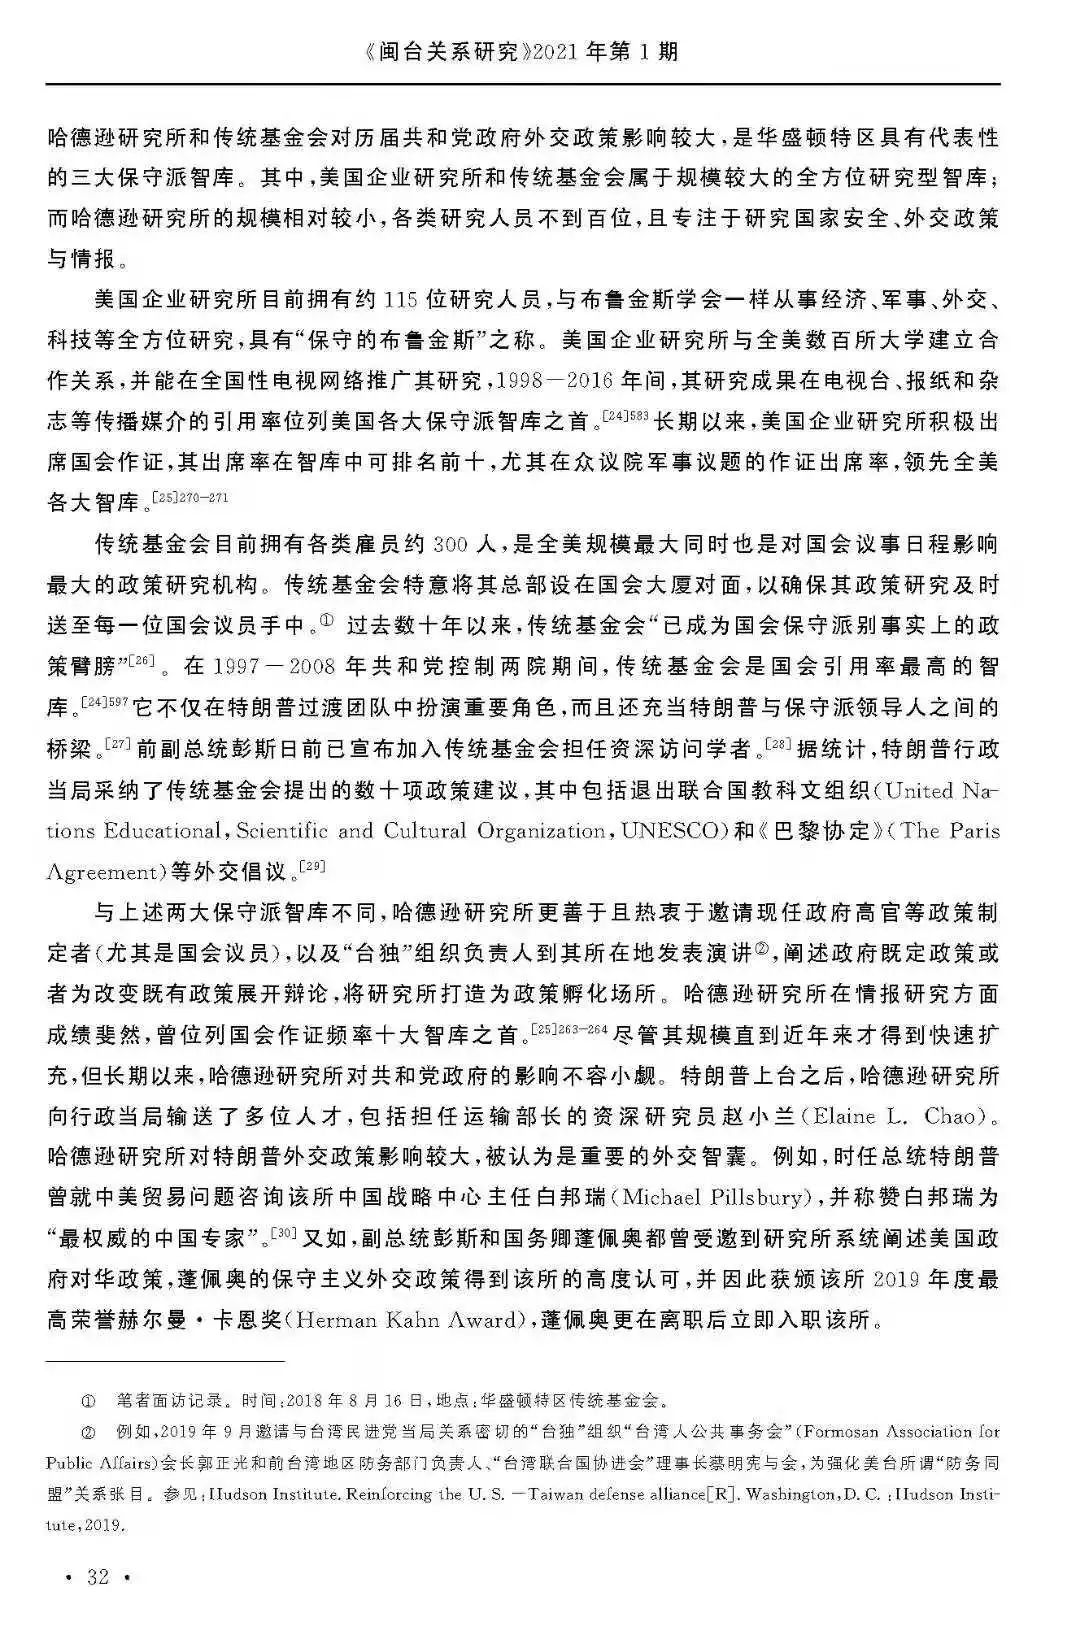 《闽台关系研究》2021 年第 1 期
哈德逊研究所和传统基金会对历届共和党政府外交政策影响较大，是华盛顿特区具有代表性
的三大保守派智库。其中，美国企业研究所和传统基金会属于规模较大的全方位研究型智库；
而哈德逊研究所的规模相对较小，各类研究人员不到百位，且专注于研究国家安全、外交政策
与情报。
美国企业研究所目前拥有约 115 位研究人员，与布鲁金斯学会一样从事经济、军事、外交、
科技等全方位研究，具有“保守的布鲁金斯”之称。美国企业研究所与全美数百所大学建立合
作关系，并能在全国性电视网络推广其研究，1998－2016 年间，其研究成果在电视台、报纸和杂
志等传播媒介的引用率位列美国各大保守派智库之首。[24]583 长期以来，美国企业研究所积极出
席国会作证，其出席率在智库中可排名前十，尤其在众议院军事议题的作证出席率，领先全美
各大智库。[25]270－271
传统基金会目前拥有各类雇员约 300 人，是全美规模最大同时也是对国会议事日程影响
最大的政策研究机构。传统基金会特意将其总部设在国会大厦对面，以确保其政策研究及时
送至每一位国会议员手中。① 过去数十年以来，传统基金会“已成为国会保守派别事实上的政
策臂膀”[26]。在 1997－2008 年共和党控制两院期间，传统基金会是国会引用率最高的智
库。[24]597 它不仅在特朗普过渡团队中扮演重要角色，而且还充当特朗普与保守派领导人之间的
桥梁。[27] 前副总统彭斯日前已宣布加入传统基金会担任资深访问学者。[28] 据统计，特朗普行政
当局采纳了传统基金会提出的数十项政策建议，其中包括退出联合国教科文组织(United Na-
tions Educational，Scientific and Cultural Organization，UNESCO)和《巴黎协定》(The Paris
Agreement)等外交倡议。[29]
与上述两大保守派智库不同，哈德逊研究所更善于且热衷于邀请现任政府高官等政策制
定者(尤其是国会议员)，以及“台独”组织负责人到其所在地发表演讲②，阐述政府既定政策或
者为改变既有政策展开辩论，将研究所打造为政策孵化场所。哈德逊研究所在情报研究方面
成绩斐然，曾位列国会作证频率十大智库之首。[25]263－264 尽管其规模直到近年来才得到快速扩
充，但长期以来，哈德逊研究所对共和党政府的影响不容小觑。特朗普上台之后，哈德逊研究所
向行政当局输送了多位人才，包括担任运输部长的资深研究员赵小兰(Elaine L. Chao)。
哈德逊研究所对特朗普外交政策影响较大，被认为是重要的外交智囊。例如，时任总统特朗普
曾就中美贸易问题咨询该所中国战略中心主任白邦瑞(Michael Pillsbury)，并称赞白邦瑞为
“最权威的中国专家”。[30] 又如，副总统彭斯和国务卿蓬佩奥都曾受邀到研究所系统阐述美国政
府对华政策，蓬佩奥的保守主义外交政策得到该所的高度认可，并因此获颁该所 2019 年度最
高荣誉赫尔曼·卡恩奖(Herman Kahn Award)，蓬佩奥更在离职后立即入职该所。
① 笔者面访记录。时间：2018 年 8 月 16 日，地点：华盛顿特区传统基金会。
② 例如，2019 年 9 月邀请与台湾民进党当局关系密切的“台独”组织“台湾人公共事务会”(Formosan Association for
Public Affairs)会长郭正光和前台湾地区防务部门负责人、“台湾联合国协进会”理事长蔡明宪与会，为强化美台所谓“防务同
盟”关系张目。参见：Hudson Institute. Reinforcing the U. S. －Taiwan defense alliance[R]. Washington，D. C. ：Hudson Insti-
tute，2019.
· 32 ·